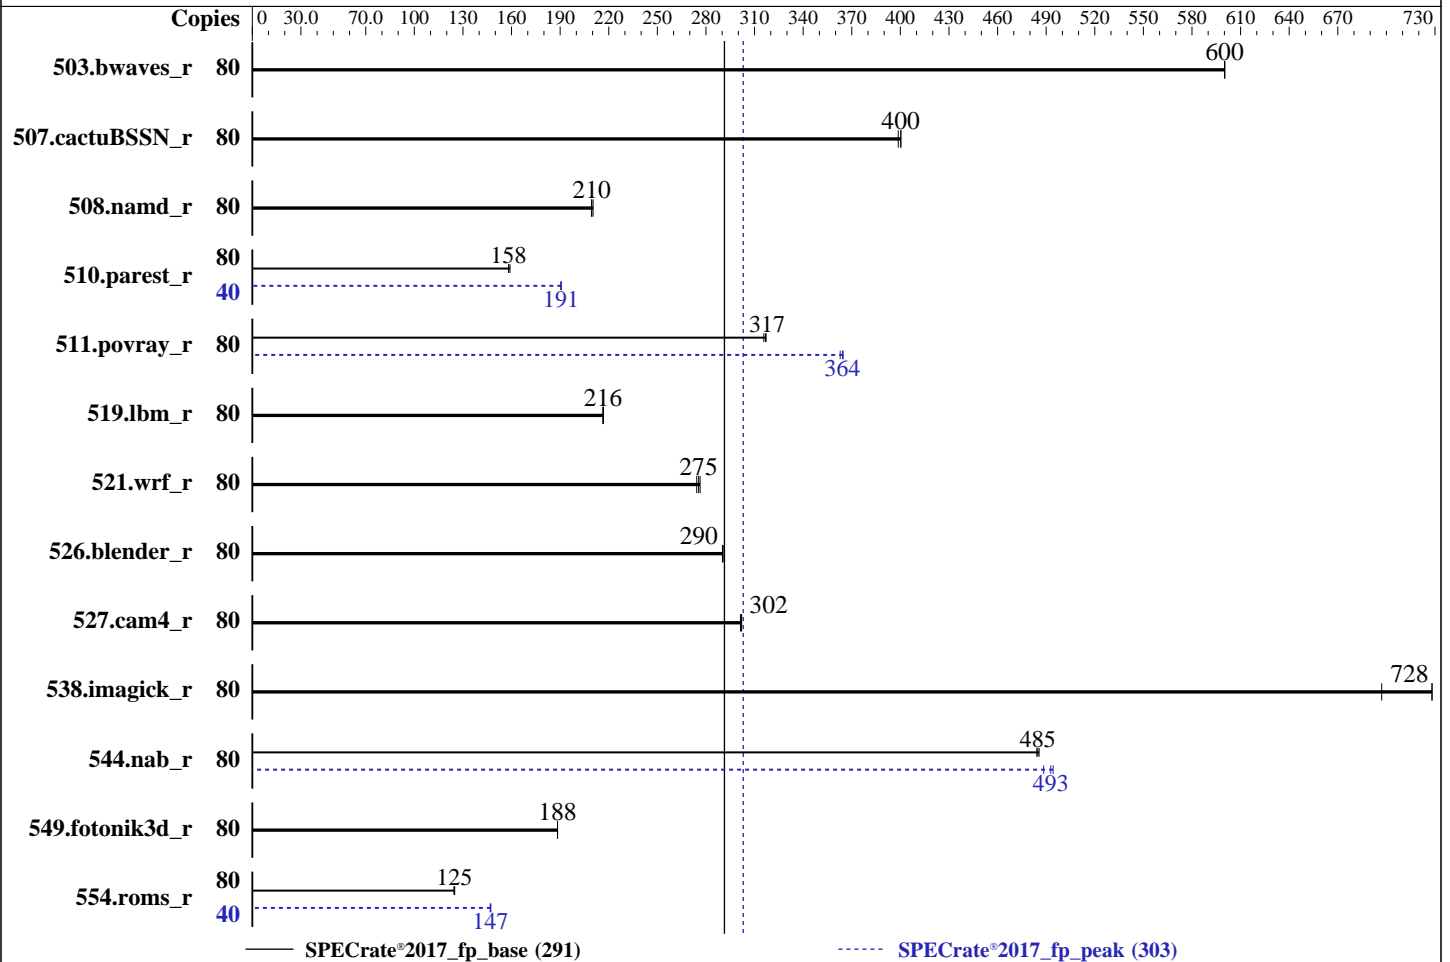 Copies 0 30.0 70.0 100 130 160 190 220 250 280 310 340 370 400 430 460 490 520 550 580 610 640 670 730
503.bwaves_r 80 600
507.cactuBSSN_r 80 400
508.namd_r 80 210
80 158
510.parest_r
40 191
317
511.povray_r 80
364
519.lbm_r 80 216
521.wrf_r 80 275
526.blender_r 80 290
527.cam4_r 80 302
538.imagick_r 80 728
485
544.nab_r 80
493
549.fotonik3d_r 80 188
80 125
554.roms_r
40 147
SPECrate®2017_fp_base (291) SPECrate®2017_fp_peak (303)